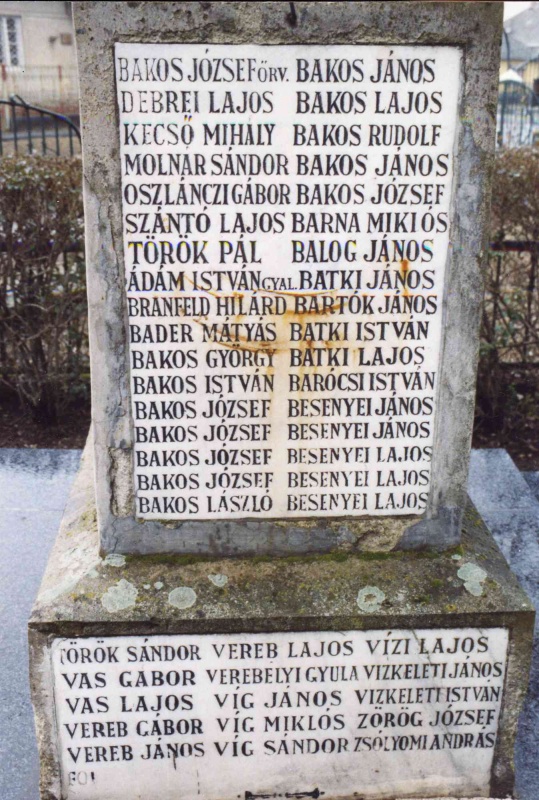 BAKOS JÓZSEF ŐRV. BAKOS JÁNOS
DEBREI LAJOS BAKOS LAJOS
KECSŐ MIHALY BAKOS RUDOLF
MOLNAR SÁNDOR BAKOS JÁNOS
OSZLÁNCZI GÁBOR BAKOS JÓZSEF
SZÁNTÓ LAJOS BARNA MIKLÓS
TÖRÖK PÁL BALOG JÁNOS
ÁDÁM ISTVÁN GYAL. BATKI JÁNOS
BRANFELD HILÁRD BARTÓK JÁNOS
BADER MÁTYÁS BATKI ISTVÁN
BAKOS GYÖRGY BATKI LAJOS
BAKOS ISTVÁN BARÓCSI ISTVÁN
BAKOS JÓZSEF BESENYEI JÁNOS
BAKOS JÓZSEF BESENYEI JÁNOS
BAKOS JÓZSEF BESENYEI LAJOS
BAKOS JÓZSEF BESENYEI LAJOS
BAKOS LÁSZLÓ BESENYEI LAJOS
TÖRÖK SÁNDOR VEREB LAJOS VÍZI LAJOS
VAS GABOR VEREBÉLYI GYULA VIZKELETI JÁNOS
VAS LAJOS VÍG JÁNOS VIZKELETI ISTVÁN
VEREB GÁBOR VÍG MIKLÓS ZÖRÖG JÓZSEF
VEREB JÁNOS VÍG SÁNDOR ZSÓLYOMI ANDRÁS